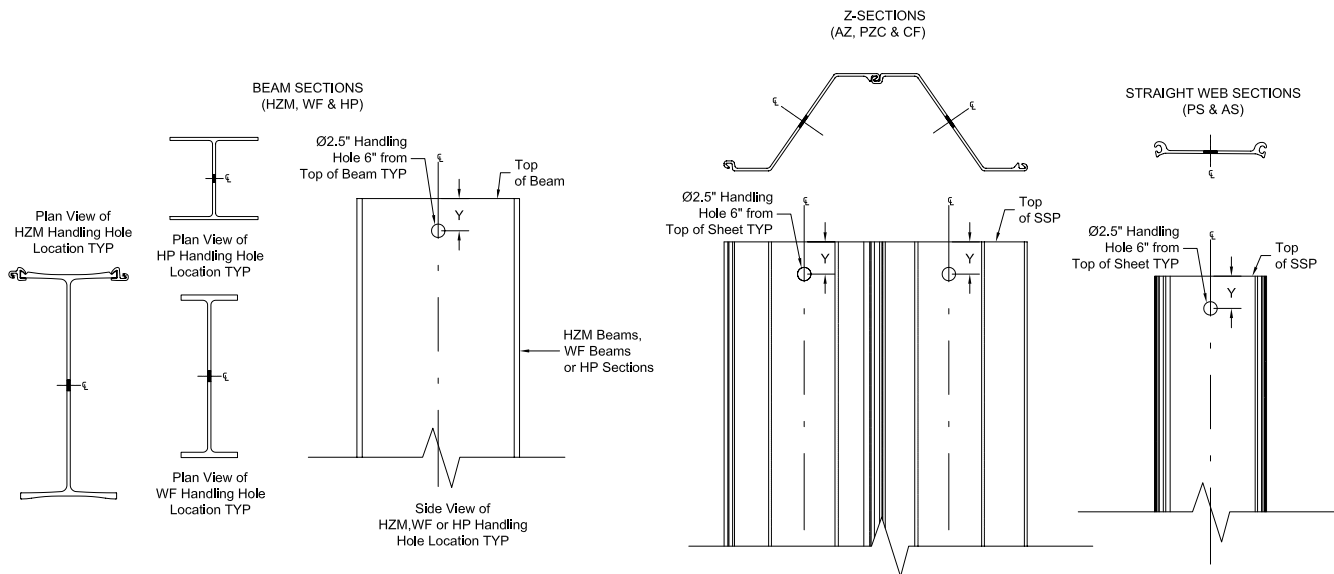 BEAM SECTIONS
(HZM, WF & HP)
Ø2.5" Handling
Hole 6" from
Top of Beam TYP
℄
Top
of Beam
Y
℄
Plan View of
HZM Handling Hole
Location TYP
Plan View of
HP Handling Hole
Location TYP
℄
℄
HZM Beams,
WF Beams
or HP Sections
Plan View of
WF Handling Hole
Location TYP
Side View of
HZM,WF or HP Handling
Hole Location TYP
Z-SECTIONS
(AZ, PZC & CF)
℄
℄
Ø2.5" Handling
Hole 6" from
Top of Sheet TYP
℄
℄
Top
of SSP
Y
Y
STRAIGHT WEB SECTIONS
(PS & AS)
℄
Ø2.5" Handling
Hole 6" from
Top of Sheet TYP
℄
Top
of SSP
Y